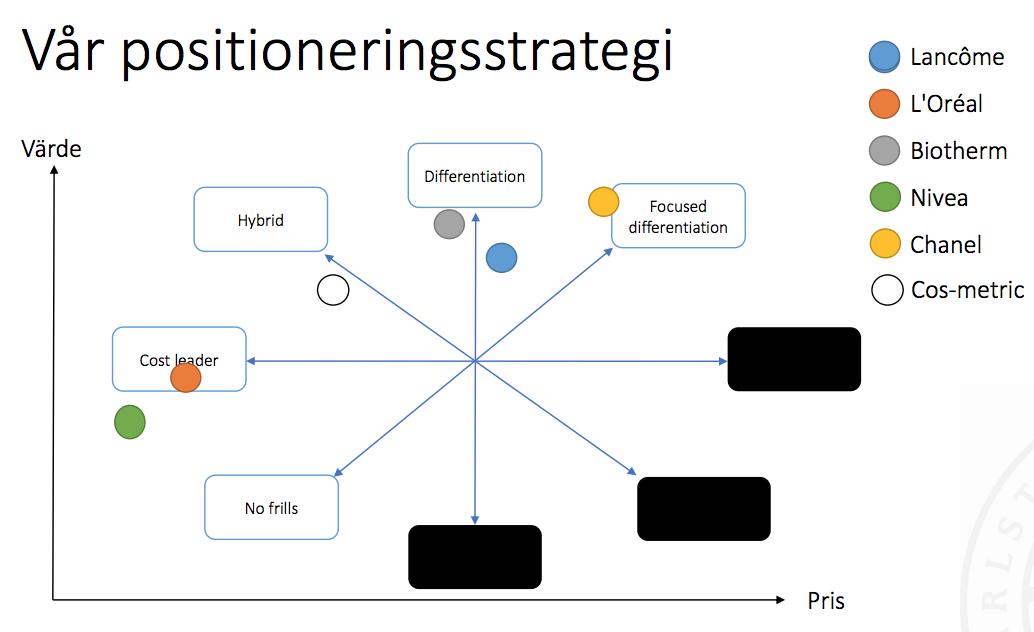 Vår positioneringsstrategi
Lancôme
L'Oréal
Biotherm
Nivea
Chanel
Cos-metric
Värde
Differentiation
Hybrid
Focused
differentiation
Cost leader
No frills
Pris
RLST